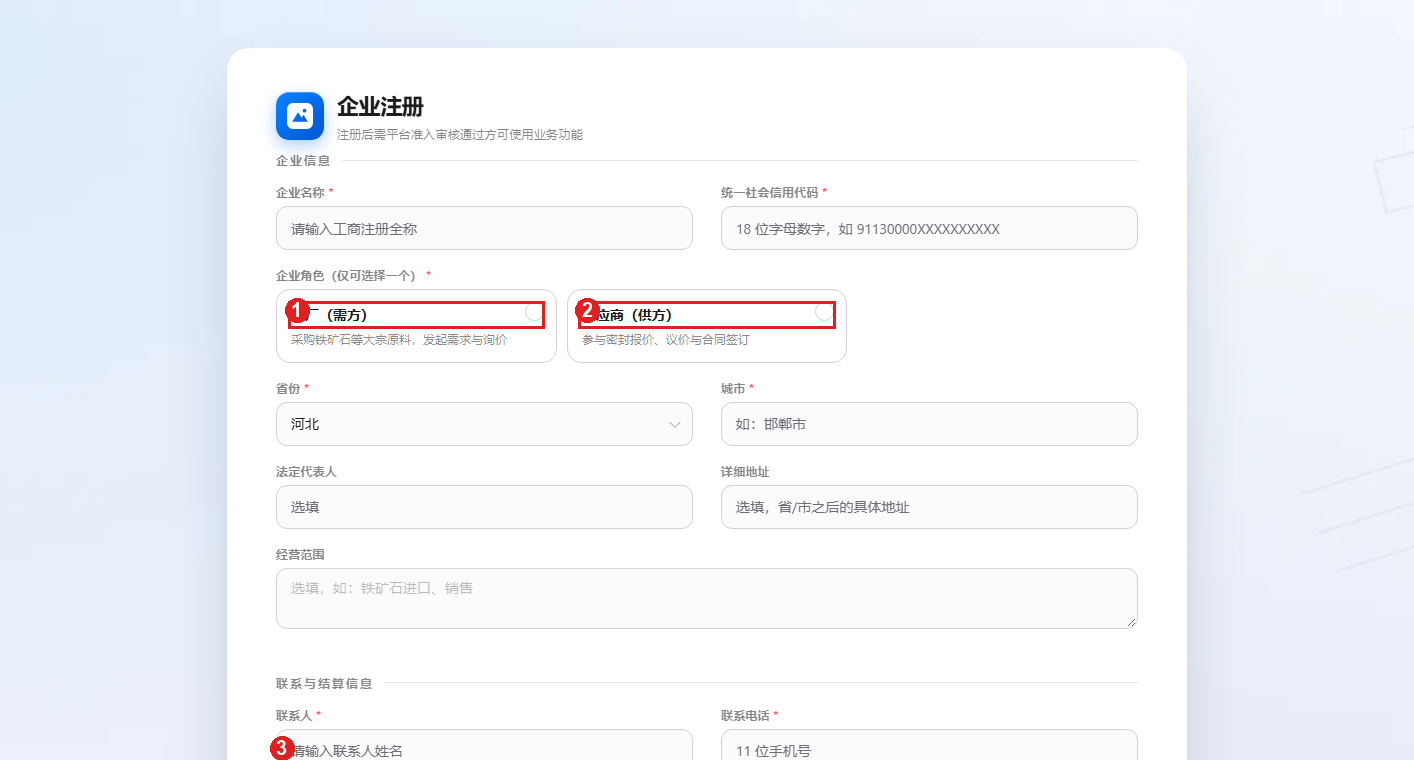 企业注册
注册后需平台准入审核通过方可使用业务功能
企业信息
企业名称 *
统一社会信用代码 *
请输入工商注册全称
18 位字母数字，如 91130000XXXXXXXXXX
企业角色（仅可选择一个） *
1
厂（需方）
2
应商（供方）
采购铁矿石等大宗原料，发起需求与询价
参与密封报价、议价与合同签订
省份 *
城市 *
河北
如：邯郸市
法定代表人
详细地址
选填
选填，省/市之后的具体地址
经营范围
选填，如：铁矿石进口、销售
联系与结算信息
联系人 *
联系电话 *
3
请输入联系人姓名
11 位手机号